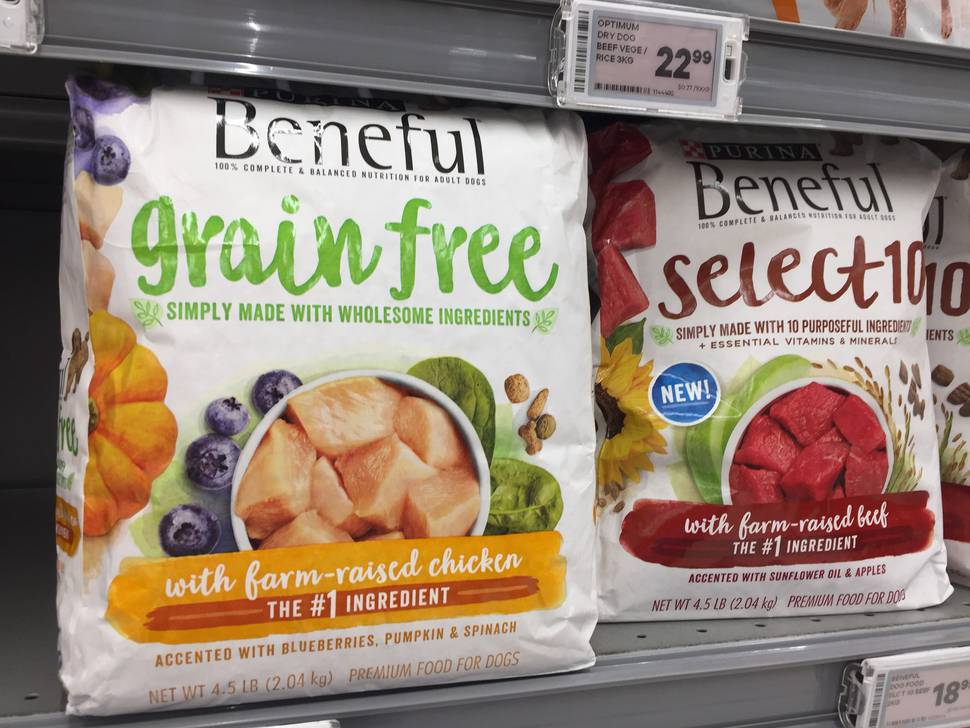 OPTIMUM
DRY DOG
BEEF VEGE /
RICE 3KG
22.99
PURINA
Beneful
100% COMPLETE & BALANCED NUTRITION FOR ADULT DOGS
grain free
SIMPLY MADE WITH WHOLESOME INGREDIENTS
with farm-raised chicken
THE #1 INGREDIENT
ACCENTED WITH BLUEBERRIES, PUMPKIN & SPINACH
NET WT 4.5 LB (2.04 kg) PREMIUM FOOD FOR DOGS
PURINA
Beneful
100% COMPLETE & BALANCED NUTRITION FOR ADULT DOGS
select 10
SIMPLY MADE WITH 10 PURPOSEFUL INGREDIENTS
+ ESSENTIAL VITAMINS & MINERALS
NEW!
with farm-raised beef
THE #1 INGREDIENT
ACCENTED WITH SUNFLOWER OIL & APPLES
NET WT 4.5 LB (2.04 kg) PREMIUM FOOD FOR DOGS
10
BENEFUL
DOG FOOD
18